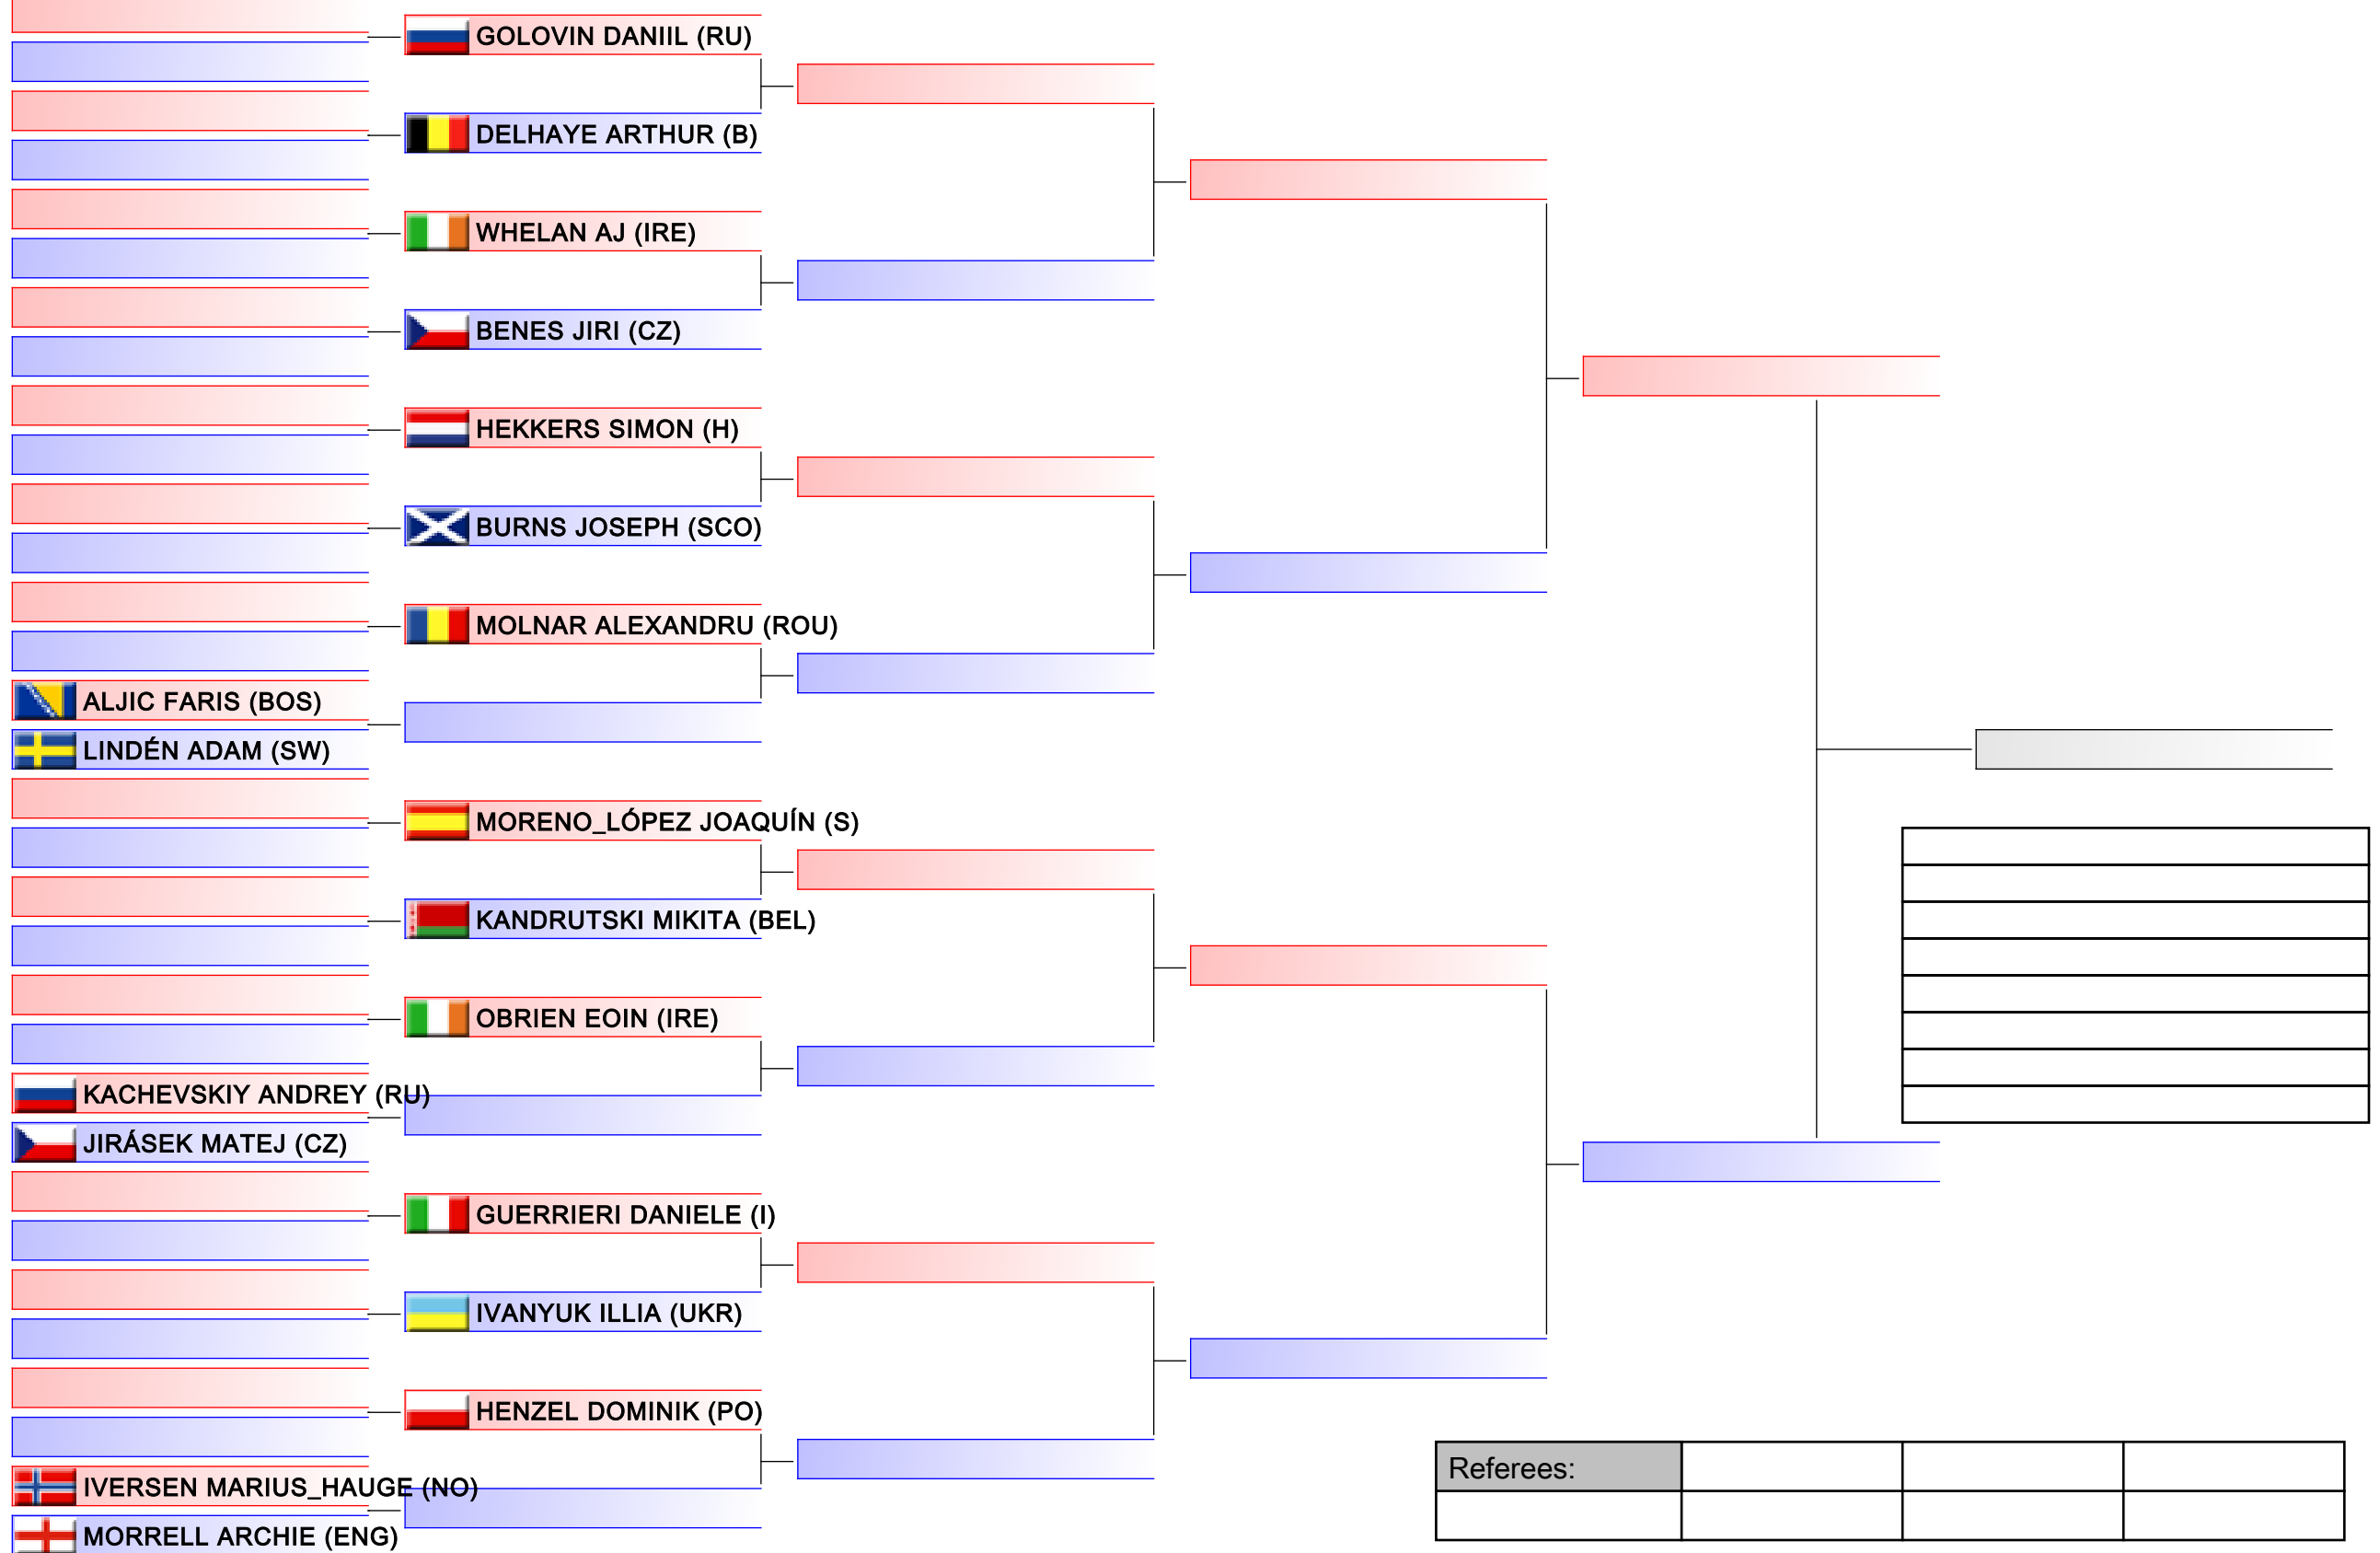 GOLOVIN DANIIL (RU)
DELHAYE ARTHUR (B)
WHELAN AJ (IRE)
BENES JIRI (CZ)
HEKKERS SIMON (H)
BURNS JOSEPH (SCO)
MOLNAR ALEXANDRU (ROU)
ALJIC FARIS (BOS)
LINDÉN ADAM (SW)
MORENO_LÓPEZ JOAQUÍN (S)
KANDRUTSKI MIKITA (BEL)
OBRIEN EOIN (IRE)
KACHEVSKIY ANDREY (RU)
JIRÁSEK MATEJ (CZ)
GUERRIERI DANIELE (I)
IVANYUK ILLIA (UKR)
HENZEL DOMINIK (PO)
Referees:
IVERSEN MARIUS_HAUGE (NO)
MORRELL ARCHIE (ENG)